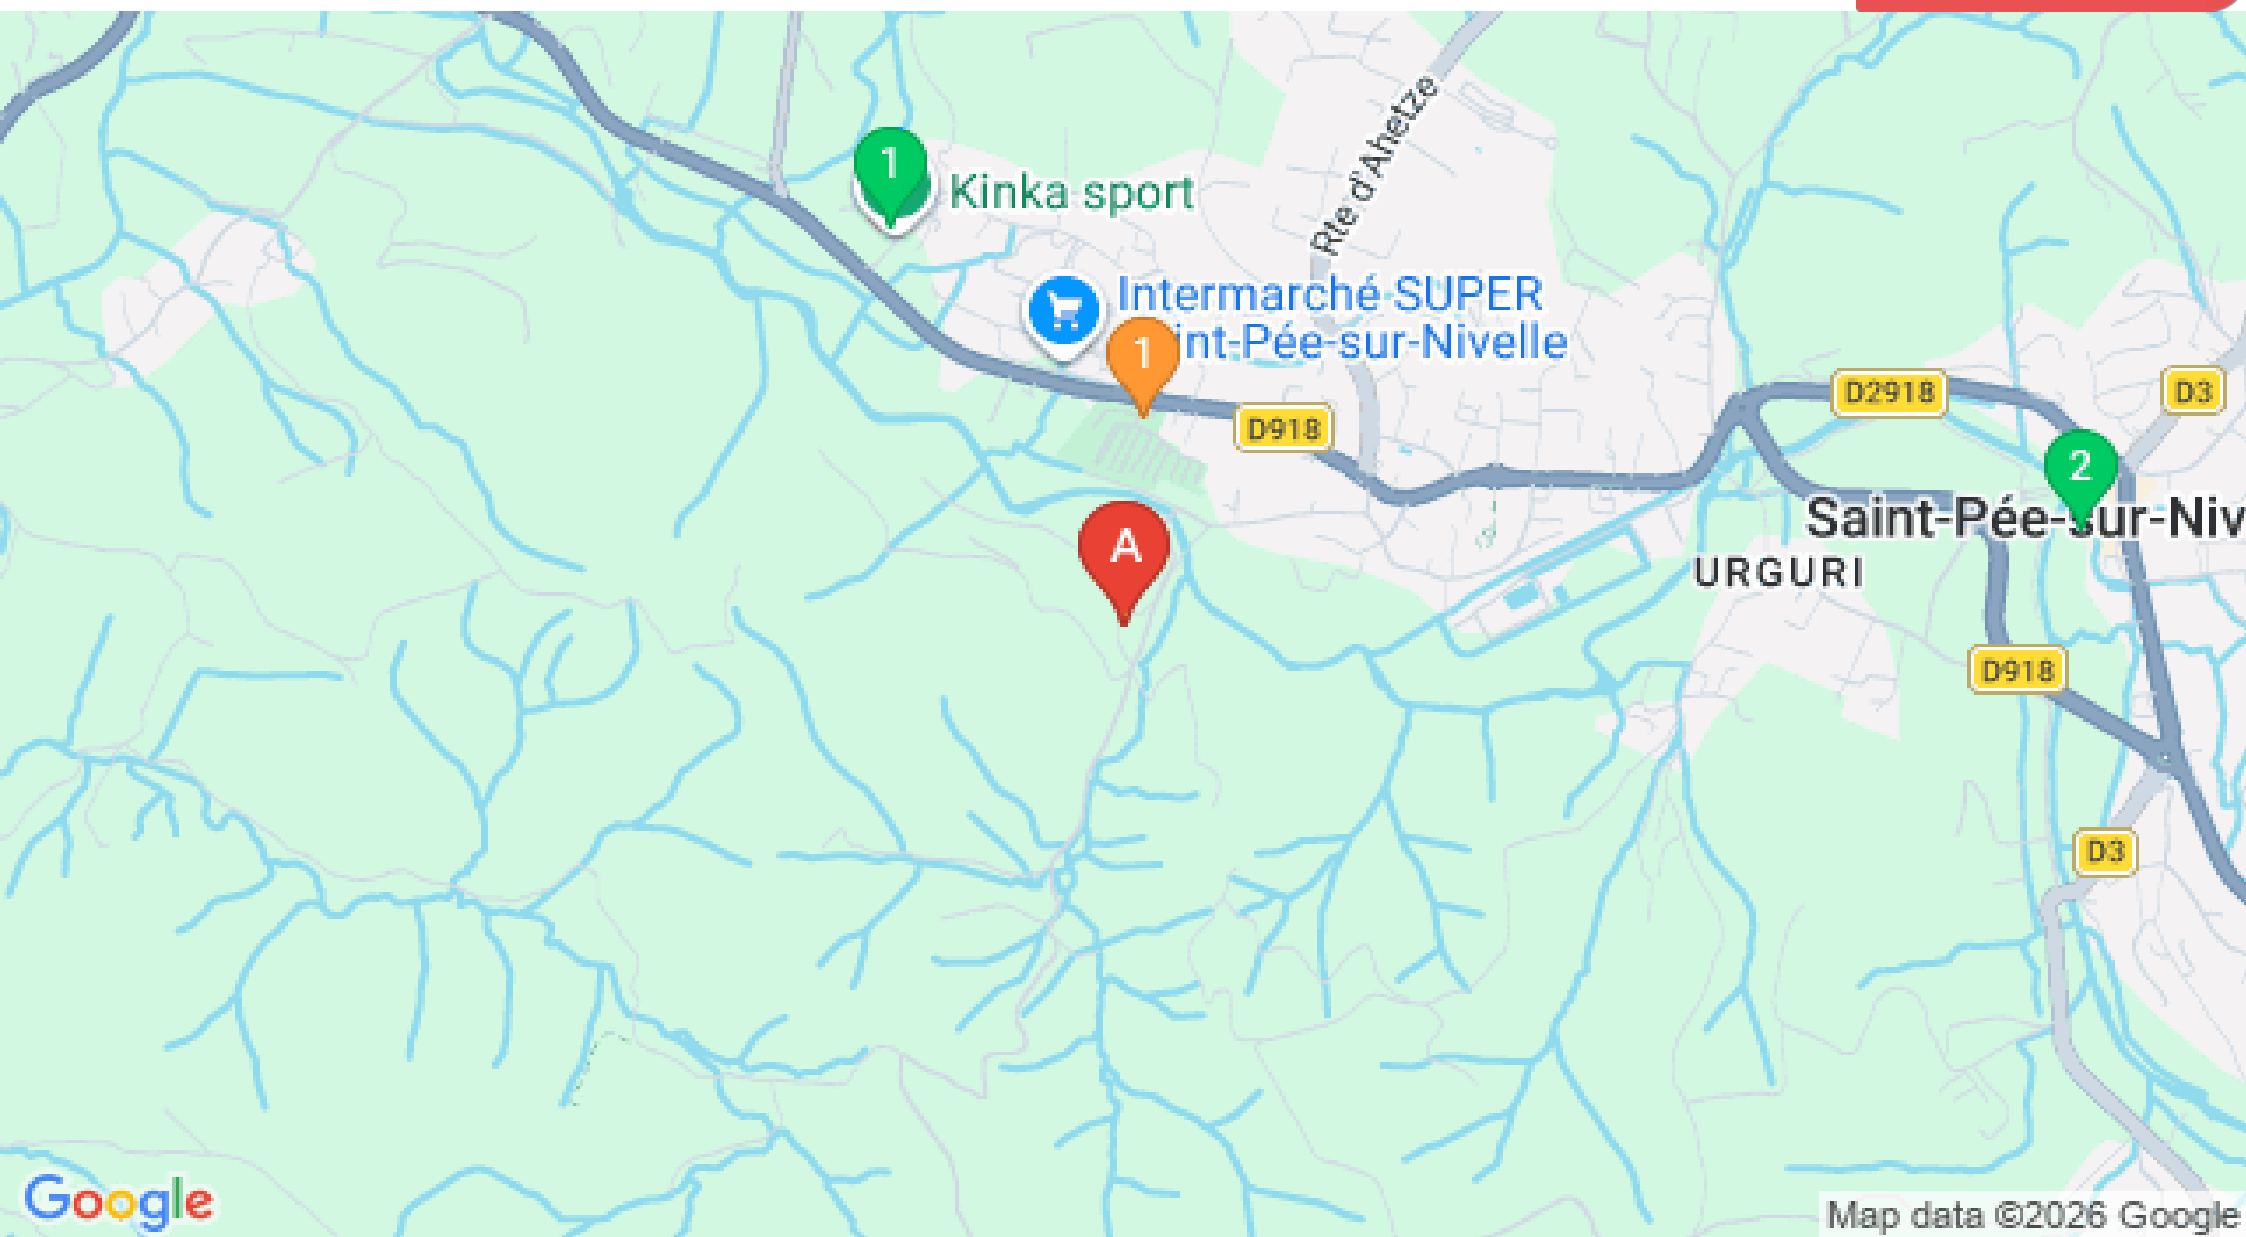 1
Kinka sport
Rte d'Ahetze
Intermarché SUPER
int-Pée-sur-Nivelle
1
D918
D2918
D3
2
Saint-Pée-sur-Niv
URGURI
A
D918
D3
Google
Map data ©2026 Google